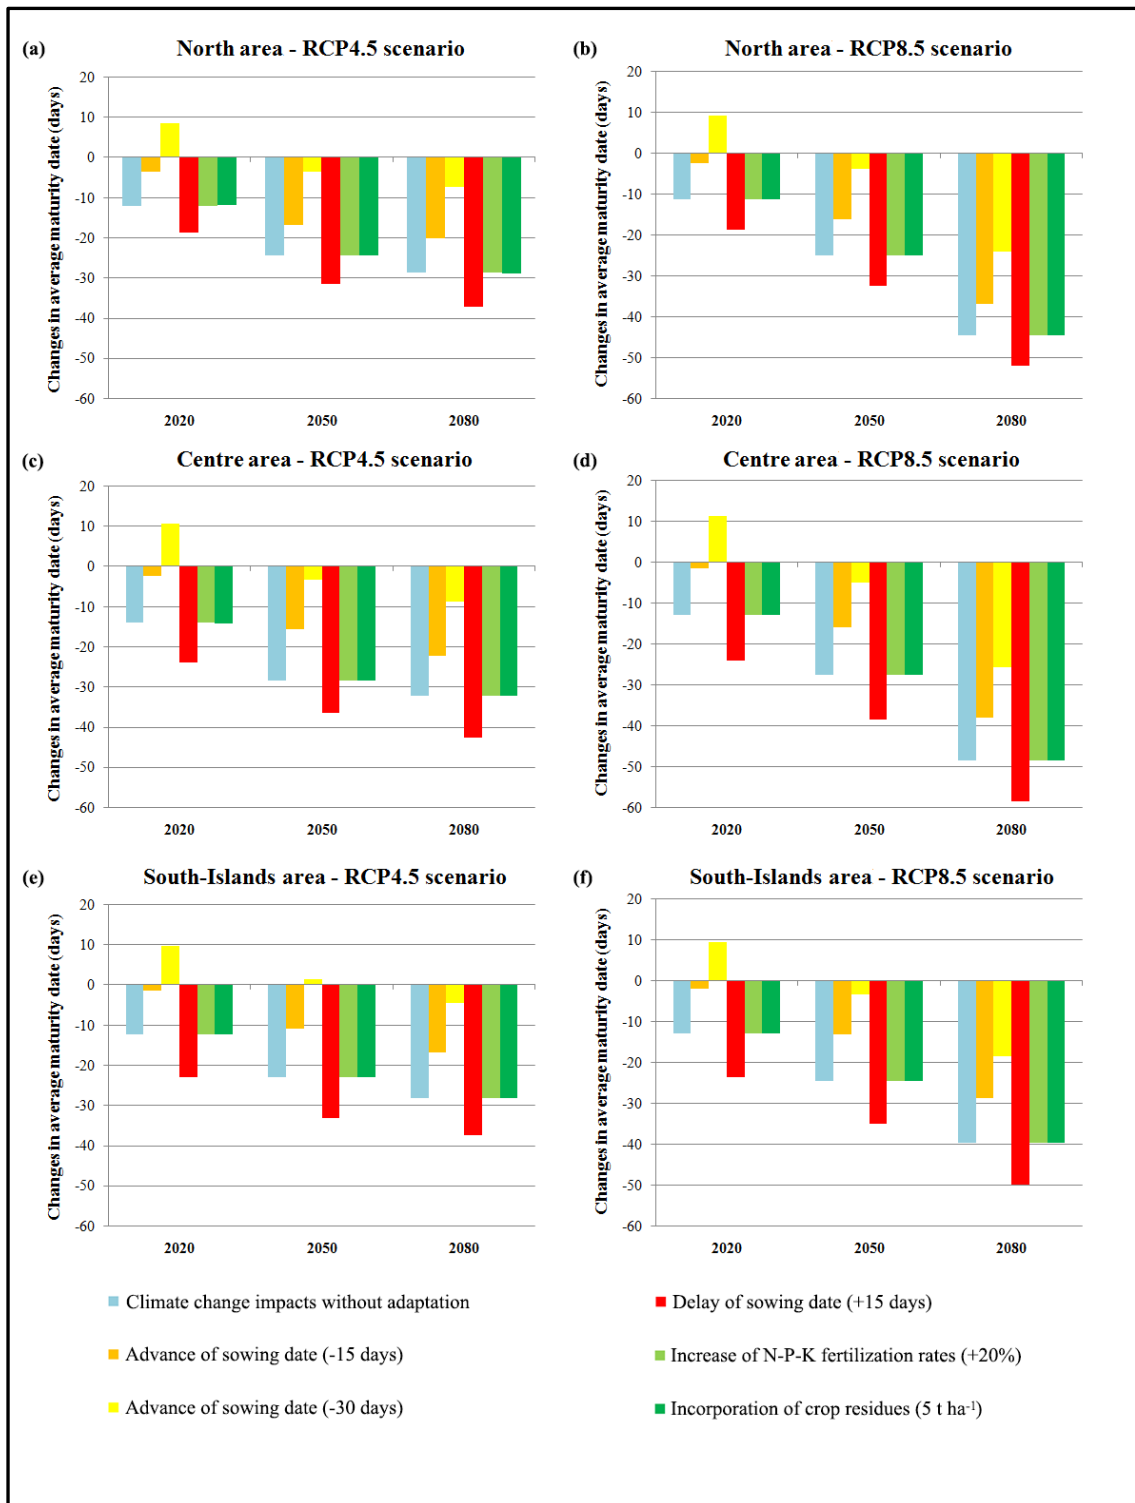 (a) North area - RCP4.5 scenario
Changes in average maturity date (days)
20
10
0
-10
-20
-30
-40
-50
-60
2020 2050 2080
(b) North area - RCP8.5 scenario
Changes in average maturity date (days)
20
10
0
-10
-20
-30
-40
-50
-60
2020 2050 2080
(c) Centre area - RCP4.5 scenario
Changes in average maturity date (days)
20
10
0
-10
-20
-30
-40
-50
-60
2020 2050 2080
(d) Centre area - RCP8.5 scenario
Changes in average maturity date (days)
20
10
0
-10
-20
-30
-40
-50
-60
2020 2050 2080
(e) South-Islands area - RCP4.5 scenario
Changes in average maturity date (days)
20
10
0
-10
-20
-30
-40
-50
-60
2020 2050 2080
(f) South-Islands area - RCP8.5 scenario
Changes in average maturity date (days)
20
10
0
-10
-20
-30
-40
-50
-60
2020 2050 2080
Climate change impacts without adaptation
Advance of sowing date (-15 days)
Advance of sowing date (-30 days)
Delay of sowing date (+15 days)
Increase of N-P-K fertilization rates (+20%)
Incorporation of crop residues (5 t ha⁻¹)